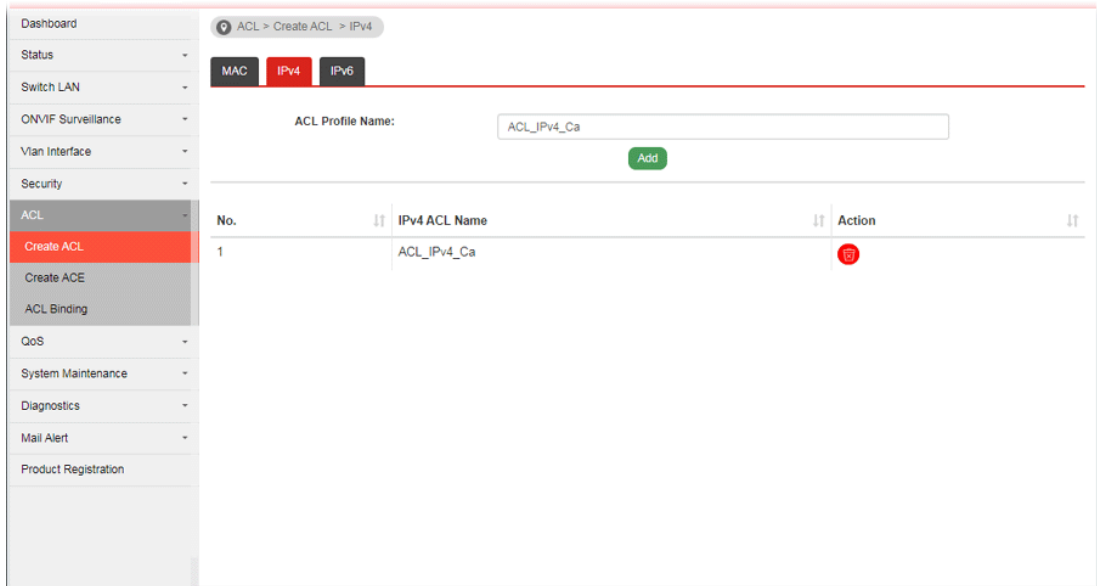 Dashboard
Status
Switch LAN
ONVIF Surveillance
Vlan Interface
Security
ACL
Create ACL
Create ACE
ACL Binding
QoS
System Maintenance
Diagnostics
Mail Alert
Product Registration
ACL > Create ACL > IPv4
MAC IPv4 IPv6
ACL Profile Name: ACL_IPv4_Ca
Add
No. IPv4 ACL Name Action
1 ACL_IPv4_Ca